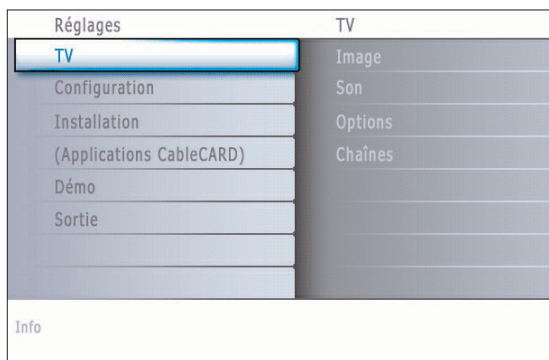 Réglages
TV
Configuration
Installation
(Applications CableCARD)
Démo
Sortie
TV
Image
Son
Options
Chaînes
Info